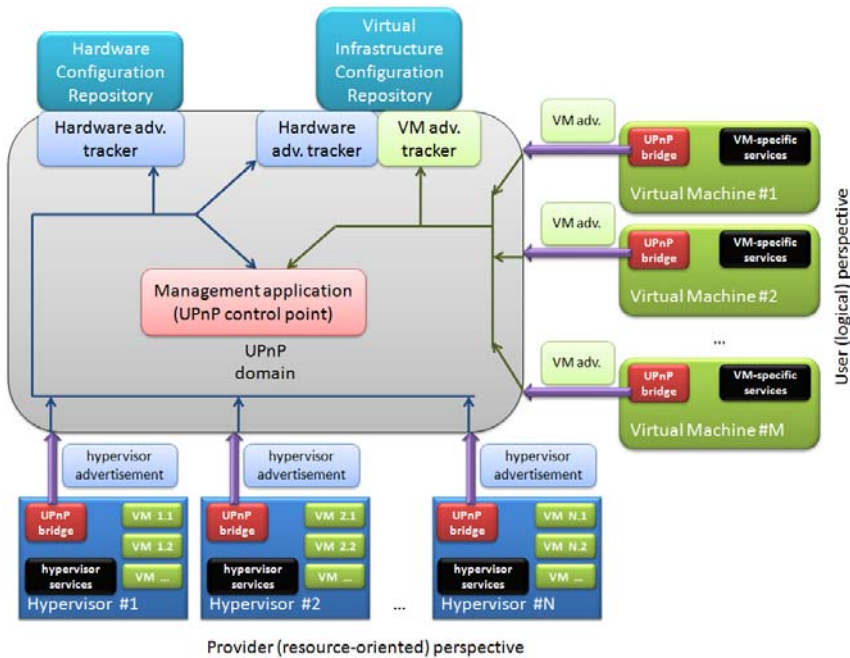 Hardware
Configuration
Repository
Virtual
Infrastructure
Configuration
Repository
Hardware adv.
tracker
Hardware
adv. tracker
VM adv.
tracker
Management application
(UPnP control point)
UPnP
domain
VM adv.
UPnP
bridge
VM-specific
services
Virtual Machine #1
VM adv.
UPnP
bridge
VM-specific
services
Virtual Machine #2
...
VM adv.
UPnP
bridge
VM-specific
services
Virtual Machine #M
User (logical) perspective
hypervisor
advertisement
hypervisor
advertisement
hypervisor
advertisement
UPnP
bridge
VM 1.1
VM 1.2
VM ...
hypervisor
services
Hypervisor #1
UPnP
bridge
VM 2.1
VM 2.2
VM ...
hypervisor
services
Hypervisor #2
...
UPnP
bridge
VM N.1
VM N.2
VM ...
hypervisor
services
Hypervisor #N
Provider (resource-oriented) perspective